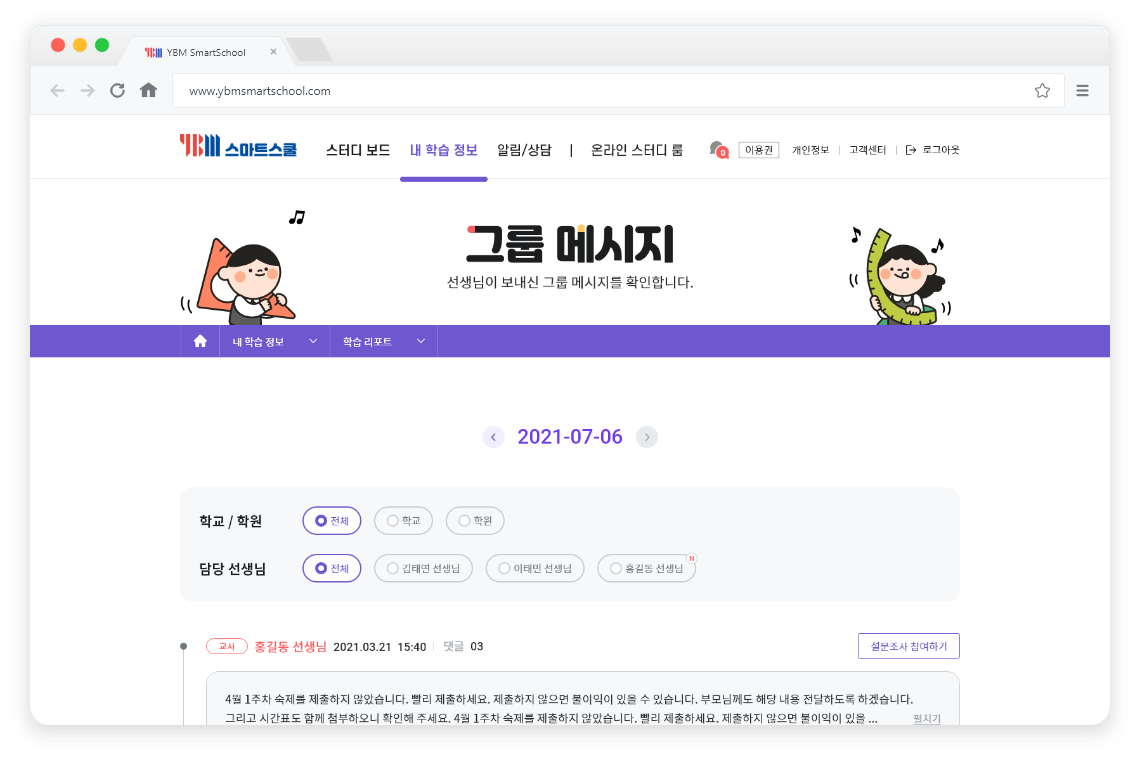 YBM SmartSchool
www.ybmsmartschool.com
YBM 스마트스쿨 스터디 보드 내 학습 정보 알림/상담 | 온라인 스터디 룸 0 이용권 개인정보 | 고객센터 | 로그아웃
그룹 메시지
선생님이 보내신 그룹 메시지를 확인합니다.
내 학습 정보 학습 리포트
2021-07-06
학교 / 학원 전체 학교 학원
담당 선생님 전체 김태연 선생님 이태민 선생님 홍길동 선생님 N
교사 홍길동 선생님 2021.03.21 15:40 댓글 03 설문조사 참여하기
4월 1주차 숙제를 제출하지 않았습니다. 빨리 제출하세요. 제출하지 않으면 불이익이 있을 수 있습니다. 부모님께도 해당 내용 전달하도록 하겠습니다.
그리고 시간표도 함께 첨부하오니 확인해 주세요. 4월 1주차 숙제를 제출하지 않았습니다. 빨리 제출하세요. 제출하지 않으면 불이익이 있을 ... 펼치기